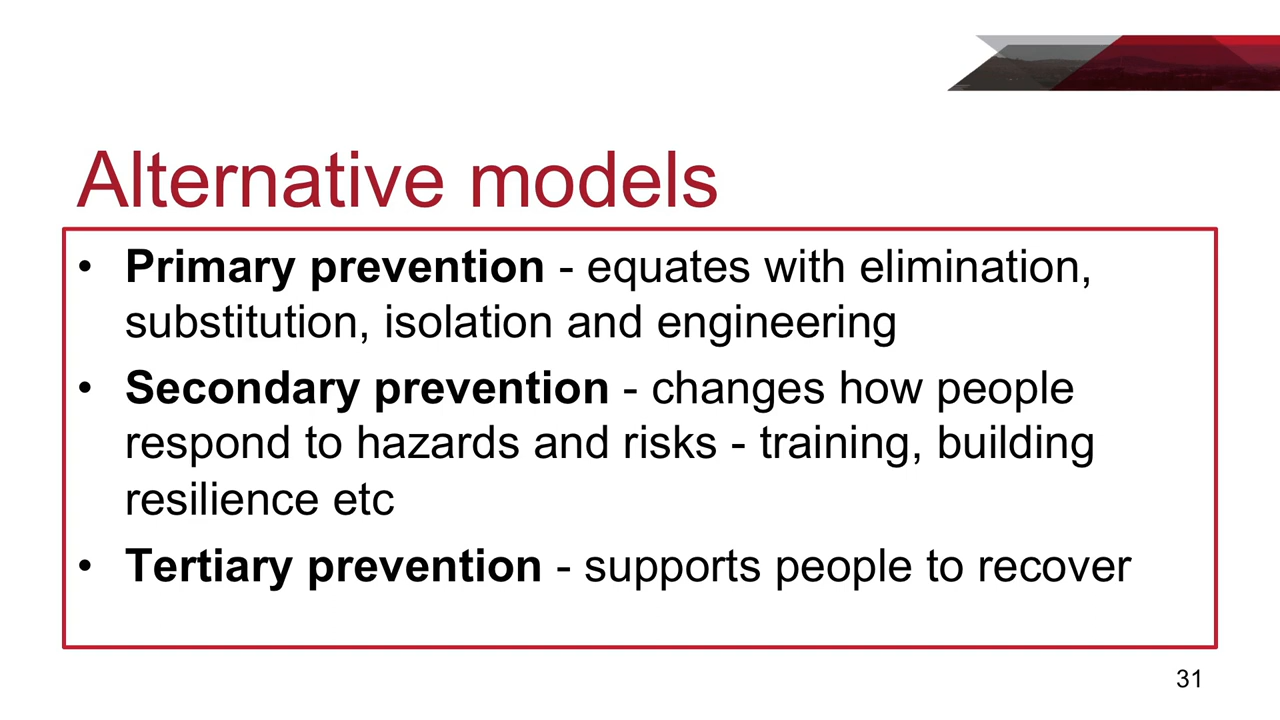 Alternative models
• Primary prevention - equates with elimination,
substitution, isolation and engineering
• Secondary prevention - changes how people
respond to hazards and risks - training, building
resilience etc
• Tertiary prevention - supports people to recover
31